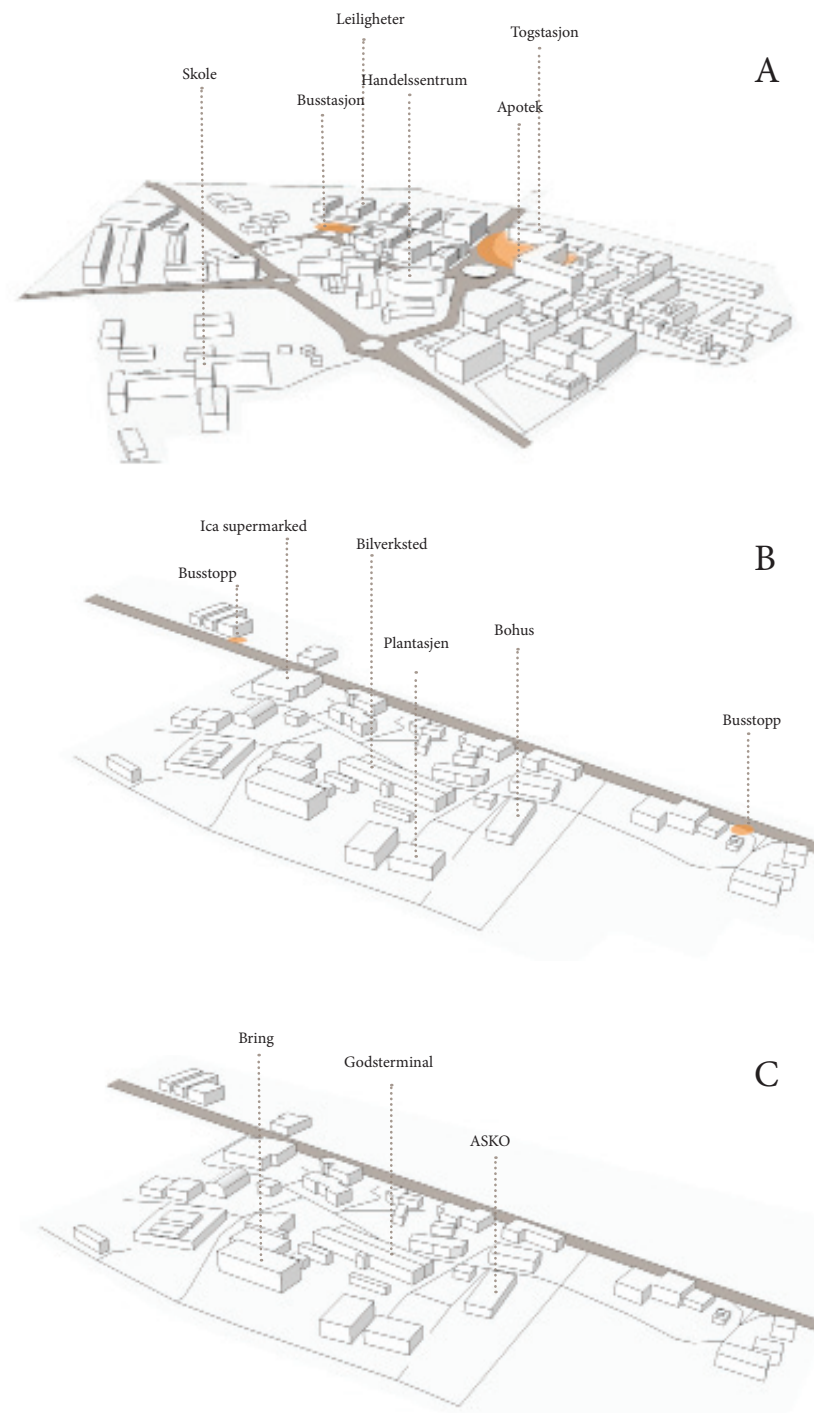 Leiligheter
Togstasjon
A
Skole
Handelssentrum
Busstasjon
Apotek
Ica supermarked
Bilverksted
B
Busstopp
Bohus
Plantasjen
Busstopp
Bring
Godsterminal
C
ASKO